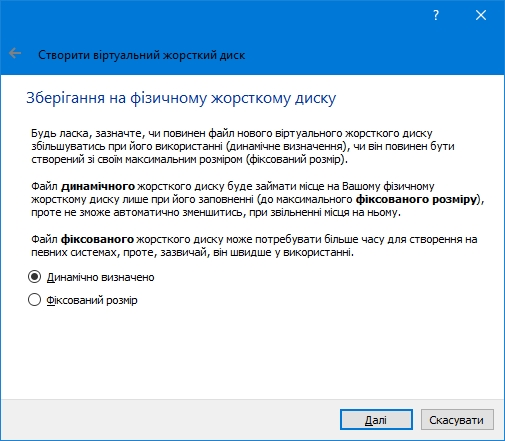 ?
Створити віртуальний жорсткий диск
Зберігання на фізичному жорсткому диску
Будь ласка, зазначте, чи повинен файл нового віртуального жорсткого диску
збільшуватись при його використанні (динамічне визначення), чи він повинен бути
створений зі своїм максимальним розміром (фіксований розмір).
Файл динамічного жорсткого диску буде займати місце на Вашому фізичному
жорсткому диску лише при його заповненні (до максимального фіксованого розміру),
проте не зможе автоматично зменшитись, при звільненні місця на ньому.
Файл фіксованого жорсткого диску може потребувати більше часу для створення на
певних системах, проте, зазвичай, він швидше у використанні.
Динамічно визначено
Фіксований розмір
Далі Скасувати